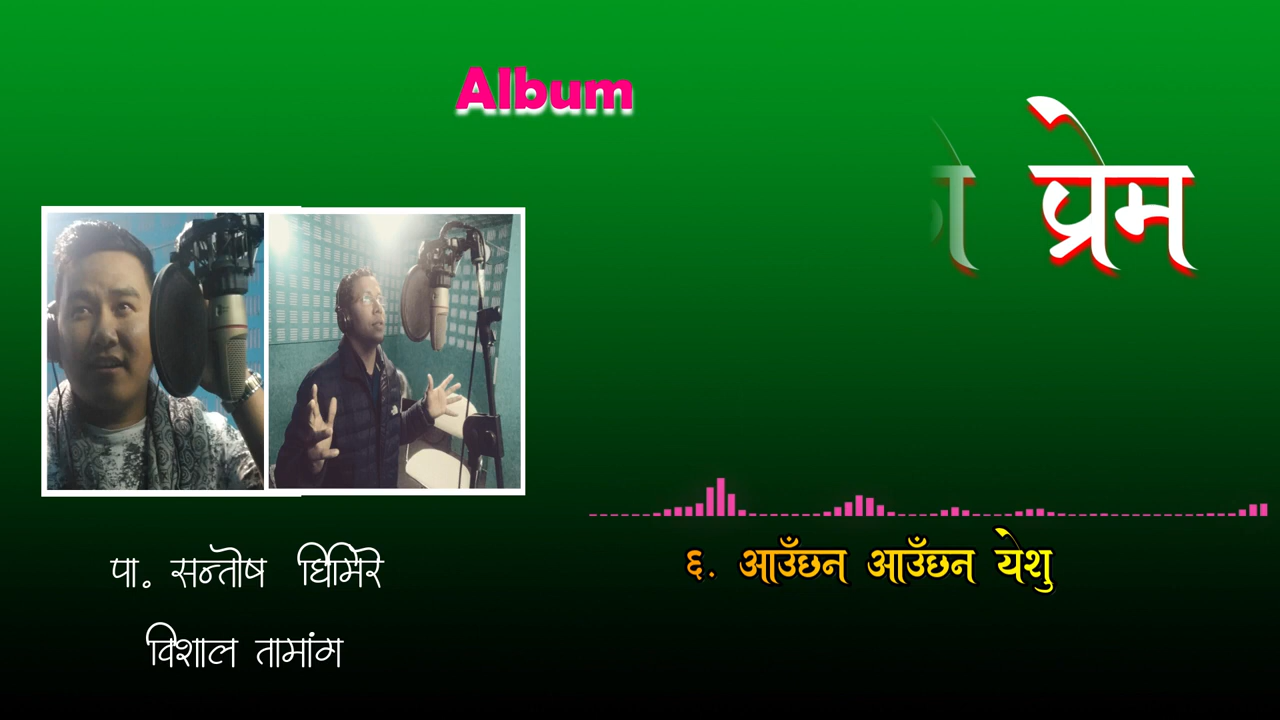 Album
प्रेम
पा. सन्तोष घिमिरे
विशाल तामांग
६. आउँछन आउँछन येशु